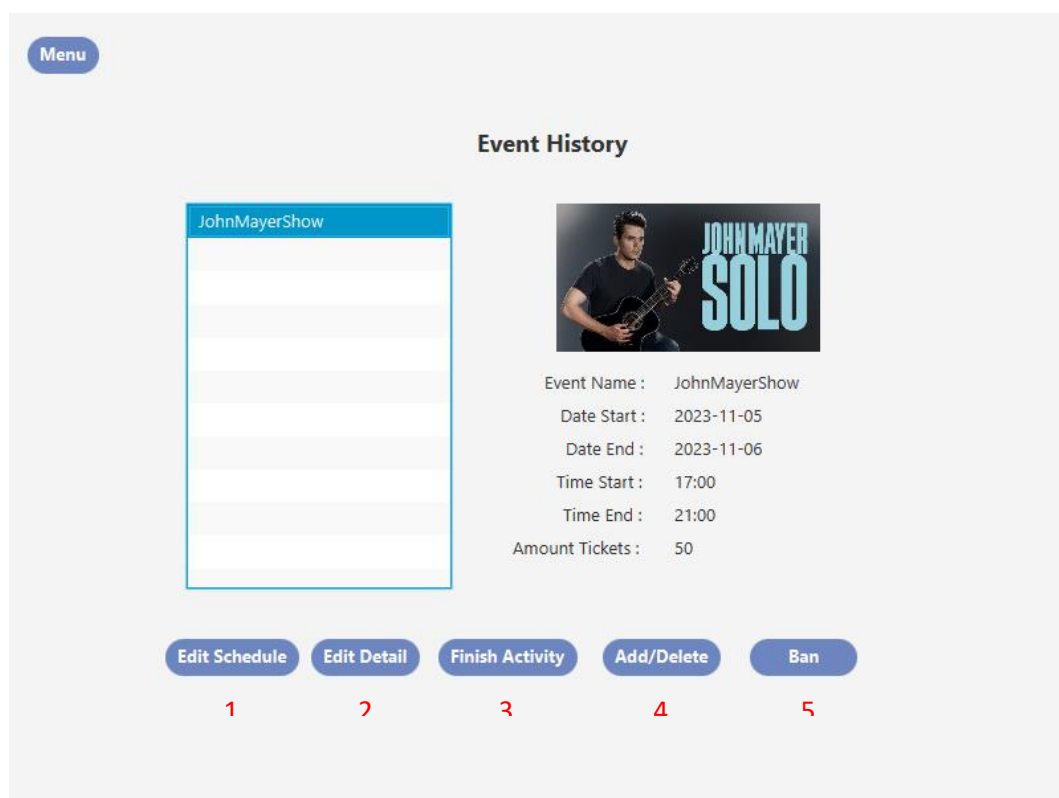 Menu
Event History
JohnMayerShow
JOHN MAYER
SOLO
Event Name : JohnMayerShow
Date Start : 2023-11-05
Date End : 2023-11-06
Time Start : 17:00
Time End : 21:00
Amount Tickets : 50
Edit Schedule Edit Detail Finish Activity Add/Delete Ban
1 2 3 4 5